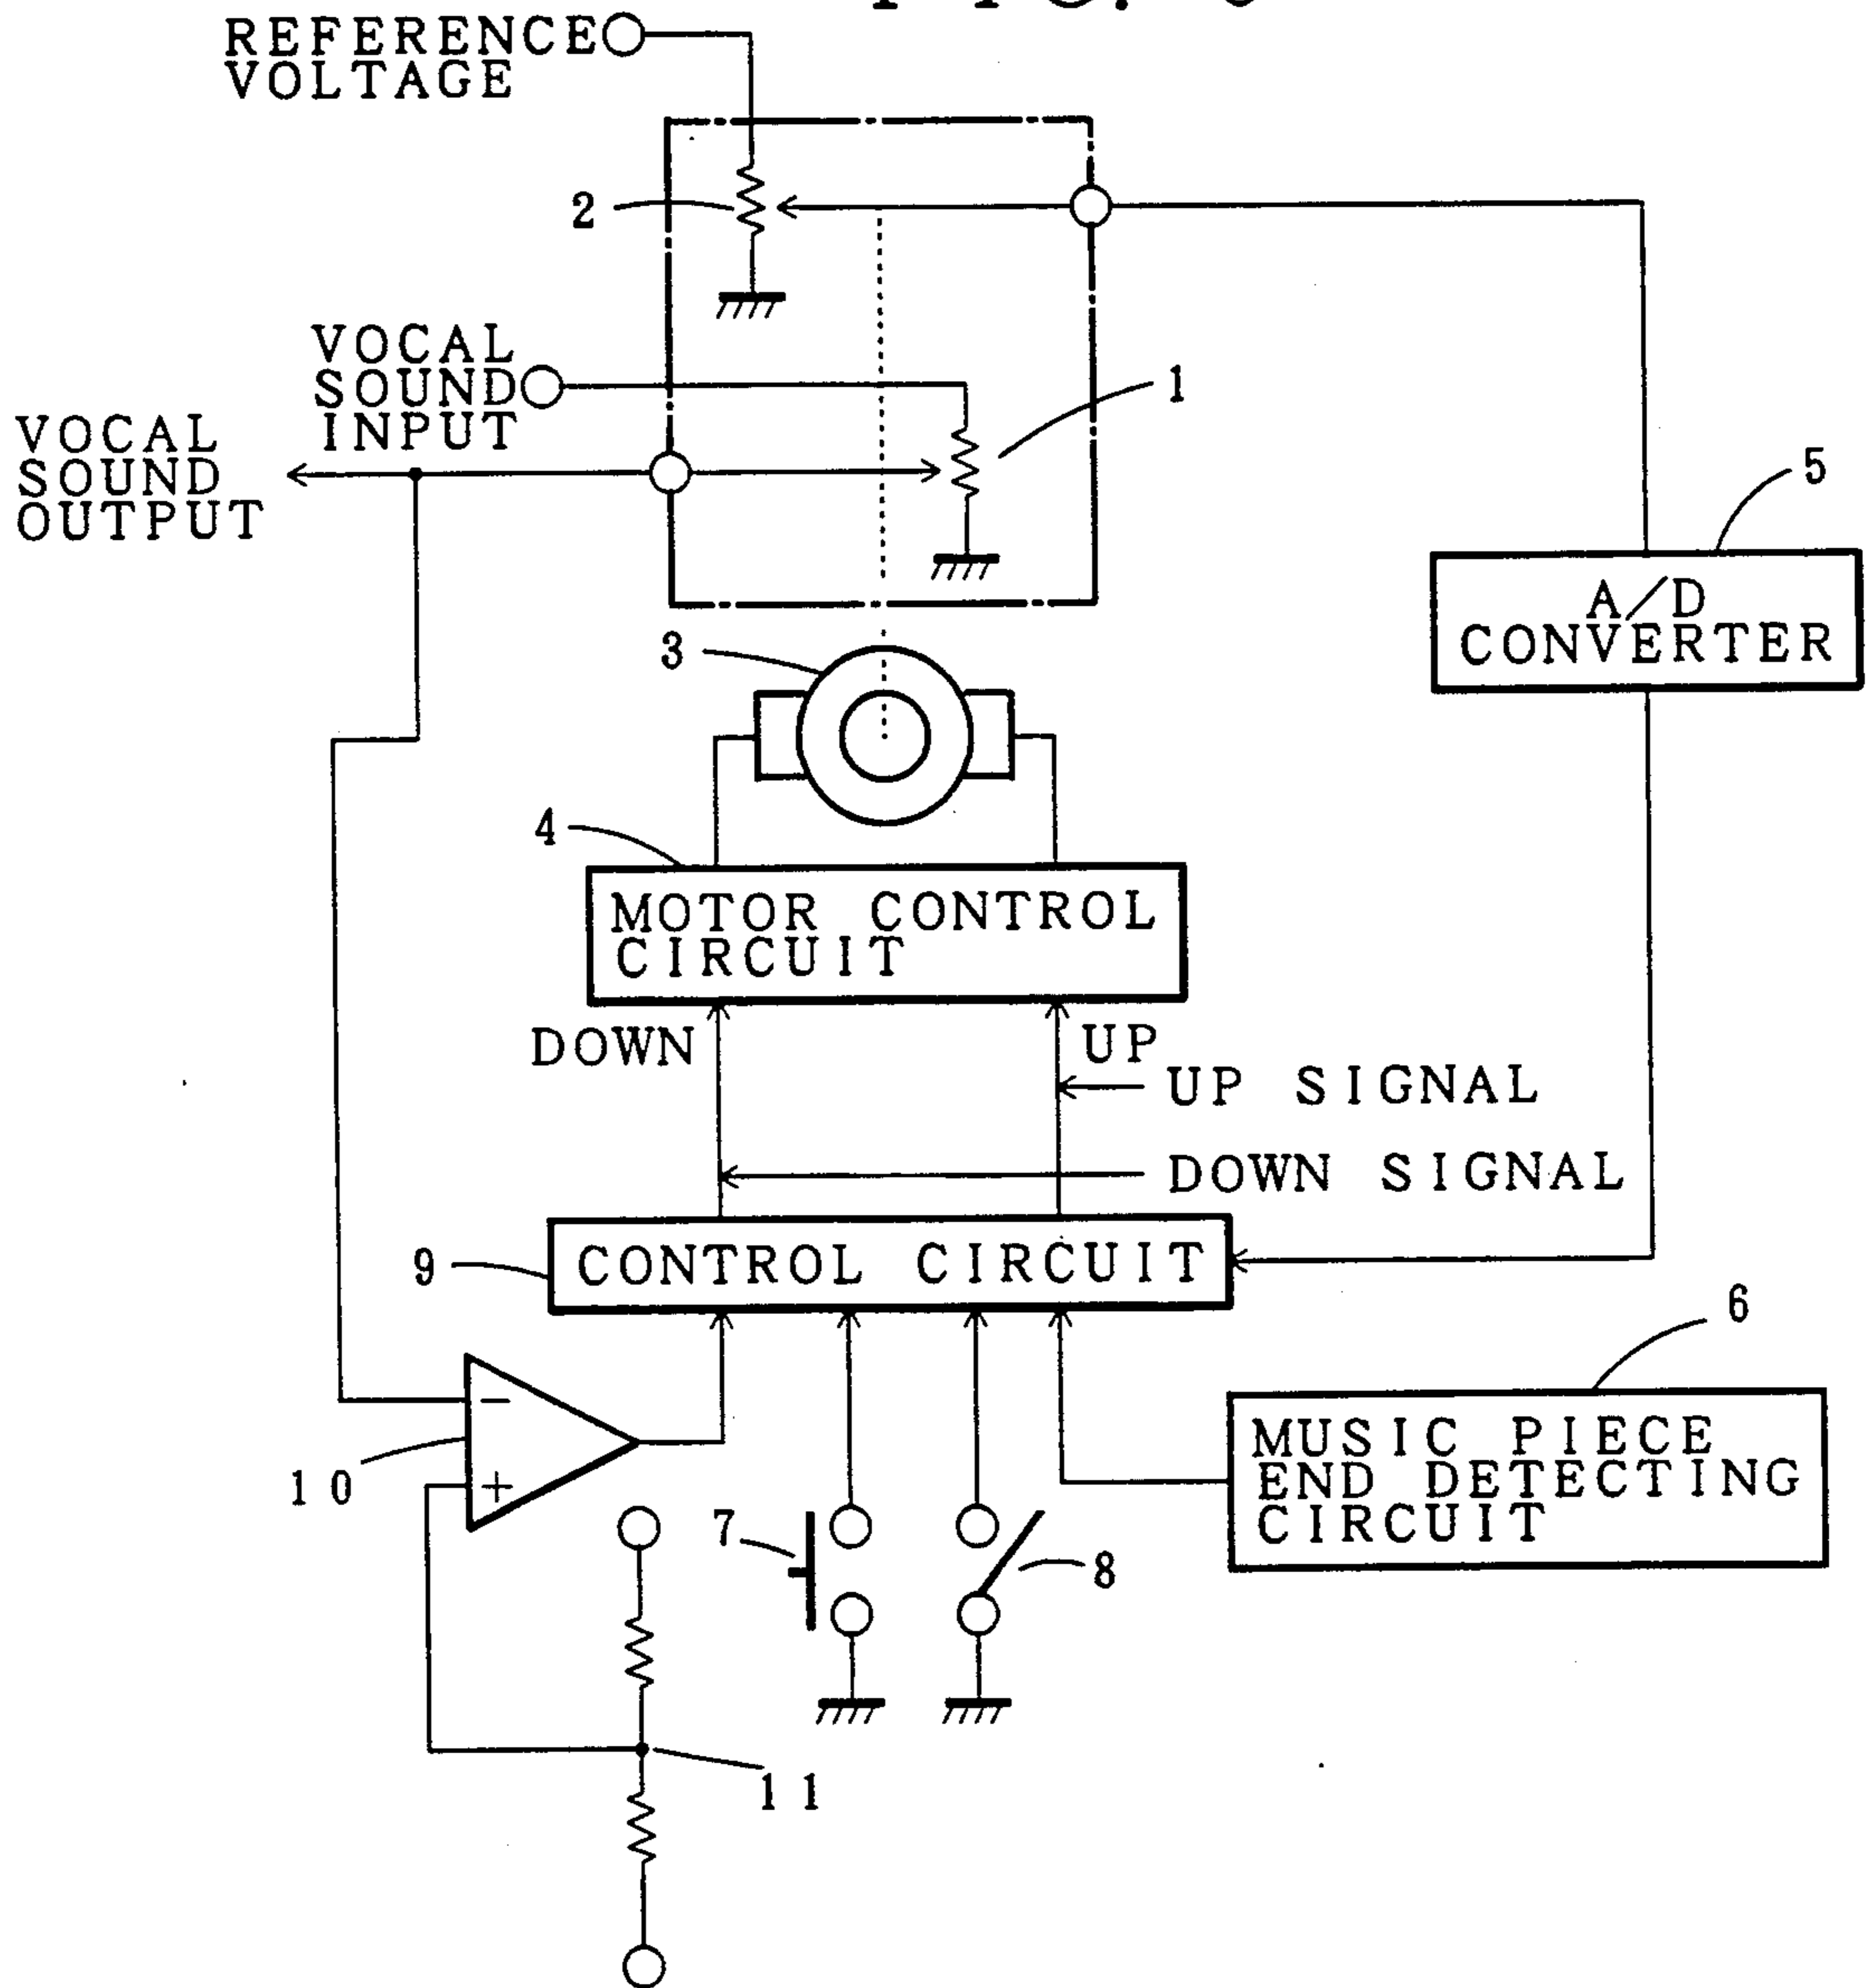 REFERENCE
VOLTAGE
2
VOCAL
SOUND
INPUT
1
VOCAL
SOUND
OUTPUT
5
A/D
CONVERTER
3
4
MOTOR CONTROL
CIRCUIT
DOWN
UP
UP SIGNAL
DOWN SIGNAL
9
CONTROL CIRCUIT
6
MUSIC PIECE
END DETECTING
CIRCUIT
-
+
10
7
8
11